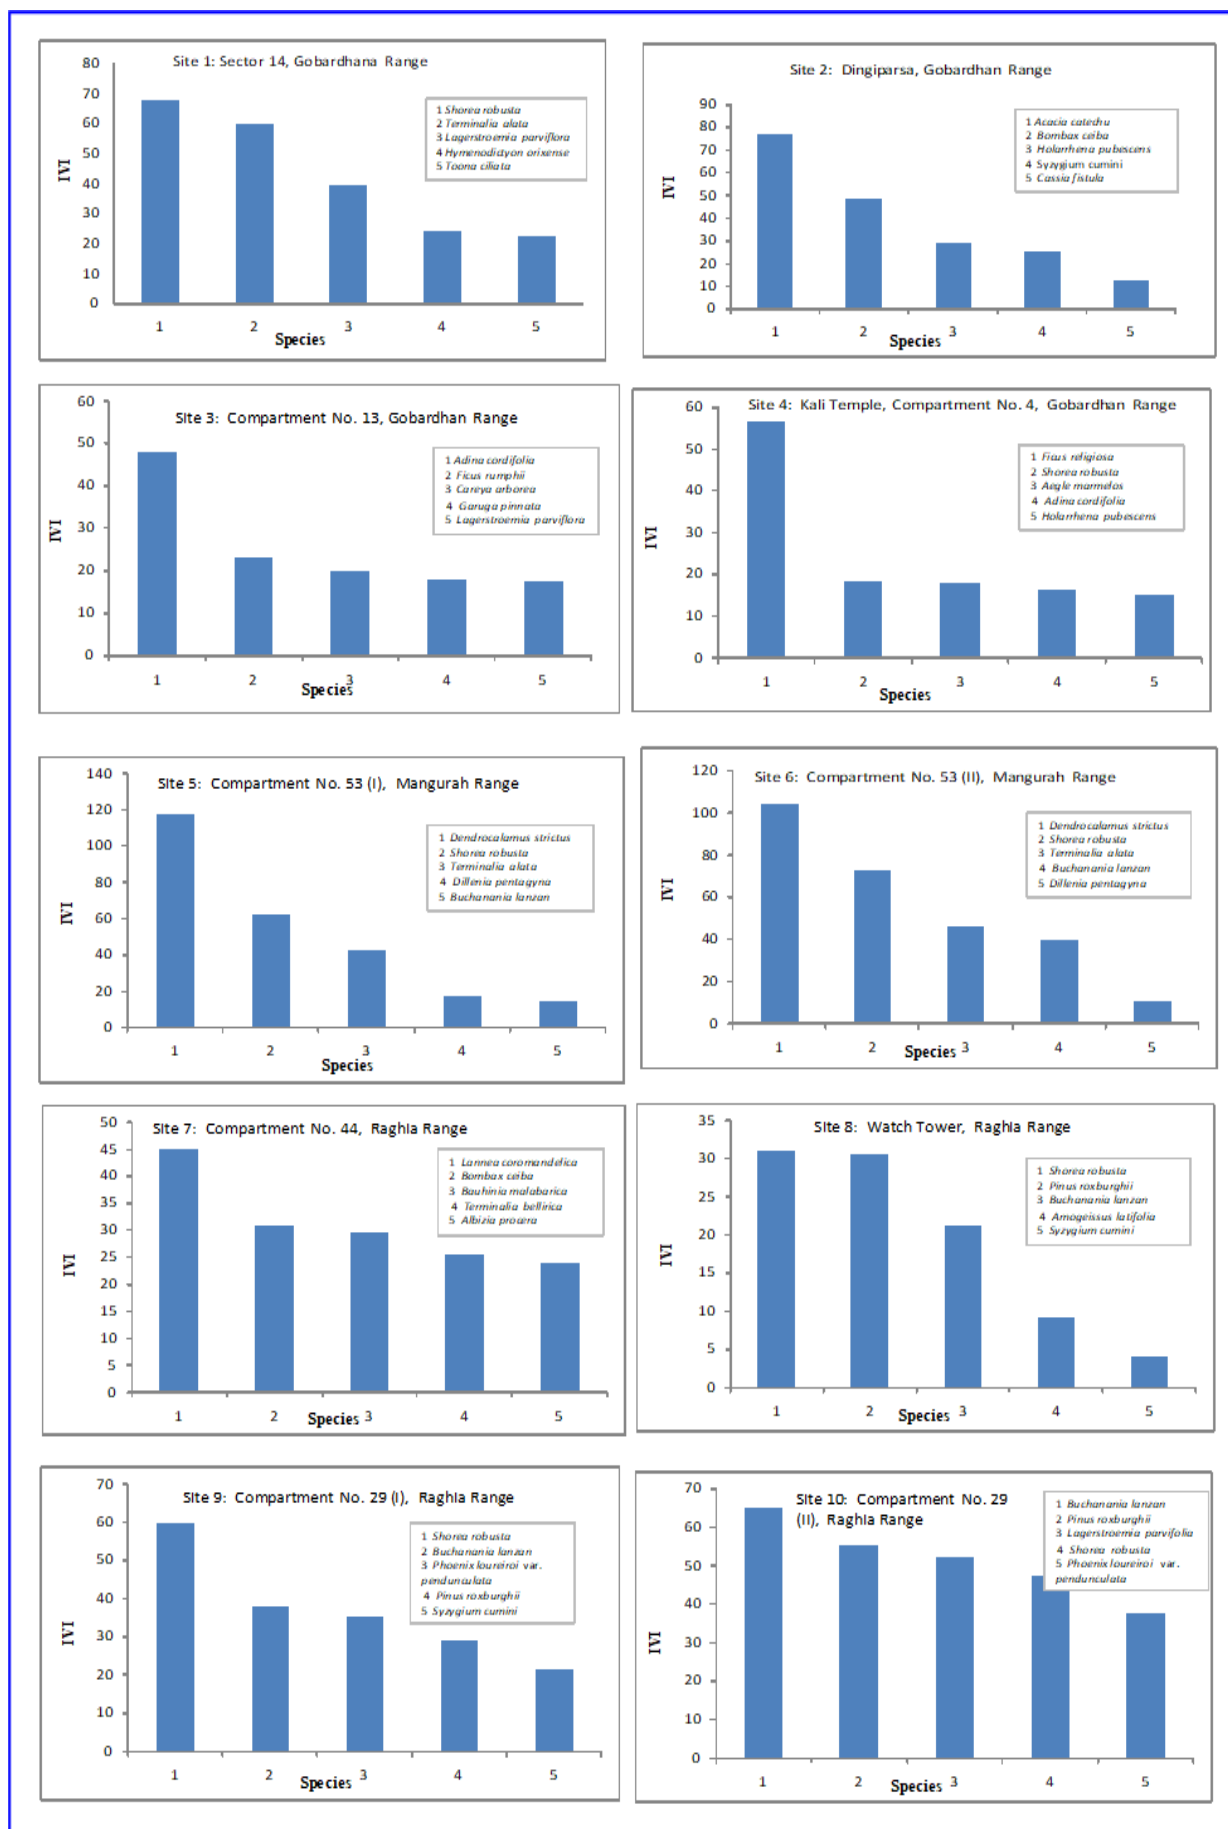 Site 1: Sector 14, Gobardhana Range
80
70
60
50
40
30
20
10
0
IVI
1 Shorea robusta
2 Terminalia alata
3 Lagerstroemia parviflora
4 Hymenodictyon orixense
5 Toona ciliata
1 2 3 4 5
Species
Site 2: Dingiparsa, Gobardhan Range
90
80
70
60
50
40
30
20
10
0
IVI
1 Acacia catechu
2 Bombax ceiba
3 Holarrhena pubescens
4 Syzygium cumini
5 Cassia fistula
1 2 3 4 5
Species
Site 3: Compartment No. 13, Gobardhan Range
60
50
40
30
20
10
0
IVI
1 Adina cordifolia
2 Ficus rumphii
3 Careya arborea
4 Garuga pinnata
5 Lagerstroemia parviflora
1 2 3 4 5
Species
Site 4: Kali Temple, Compartment No. 4, Gobardhan Range
60
50
40
30
20
10
0
IVI
1 Ficus religiosa
2 Shorea robusta
3 Aegle marmelos
4 Adina cordifolia
5 Holarrhena pubescens
1 2 3 4 5
Species
Site 5: Compartment No. 53 (I), Mangurah Range
140
120
100
80
60
40
20
0
IVI
1 Dendrocalamus strictus
2 Shorea robusta
3 Terminalia alata
4 Dillenia pentagyna
5 Buchanania lanzan
1 2 3 4 5
Species
Site 6: Compartment No. 53 (II), Mangurah Range
120
100
80
60
40
20
0
IVI
1 Dendrocalamus strictus
2 Shorea robusta
3 Terminalia alata
4 Buchanania lanzan
5 Dillenia pentagyna
1 2 3 4 5
Species
Site 7: Compartment No. 44, Raghia Range
50
45
40
35
30
25
20
15
10
5
0
IVI
1 Lannea coromandelica
2 Bombax ceiba
3 Bauhinia malabarica
4 Terminalia bellirica
5 Albizia procera
1 2 3 4 5
Species
Site 8: Watch Tower, Raghia Range
35
30
25
20
15
10
5
0
IVI
1 Shorea robusta
2 Pinus roxburghii
3 Buchanania lanzan
4 Anogeissus latifolia
5 Syzygium cumini
1 2 3 4 5
Species
Site 9: Compartment No. 29 (I), Raghia Range
70
60
50
40
30
20
10
0
IVI
1 Shorea robusta
2 Buchanania lanzan
3 Phoenix loureiroi var.
pendunculata
4 Pinus roxburghii
5 Syzygium cumini
1 2 3 4 5
Species
Site 10: Compartment No. 29
(II), Raghia Range
70
60
50
40
30
20
10
0
IVI
1 Buchanania lanzan
2 Pinus roxburghii
3 Lagerstroemia parvifolia
4 Shorea robusta
5 Phoenix loureiroi var.
pendunculata
1 2 3 4 5
Species